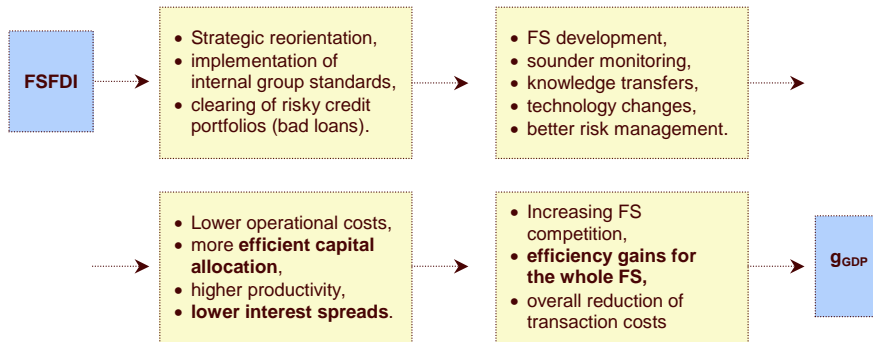 FSFDI
• Strategic reorientation,
• implementation of
internal group standards,
• clearing of risky credit
portfolios (bad loans).
• FS development,
• sounder monitoring,
• knowledge transfers,
• technology changes,
• better risk management.
• Lower operational costs,
• more efficient capital
allocation,
• higher productivity,
• lower interest spreads.
• Increasing FS
competition,
• efficiency gains for
the whole FS,
• overall reduction of
transaction costs
gGDP